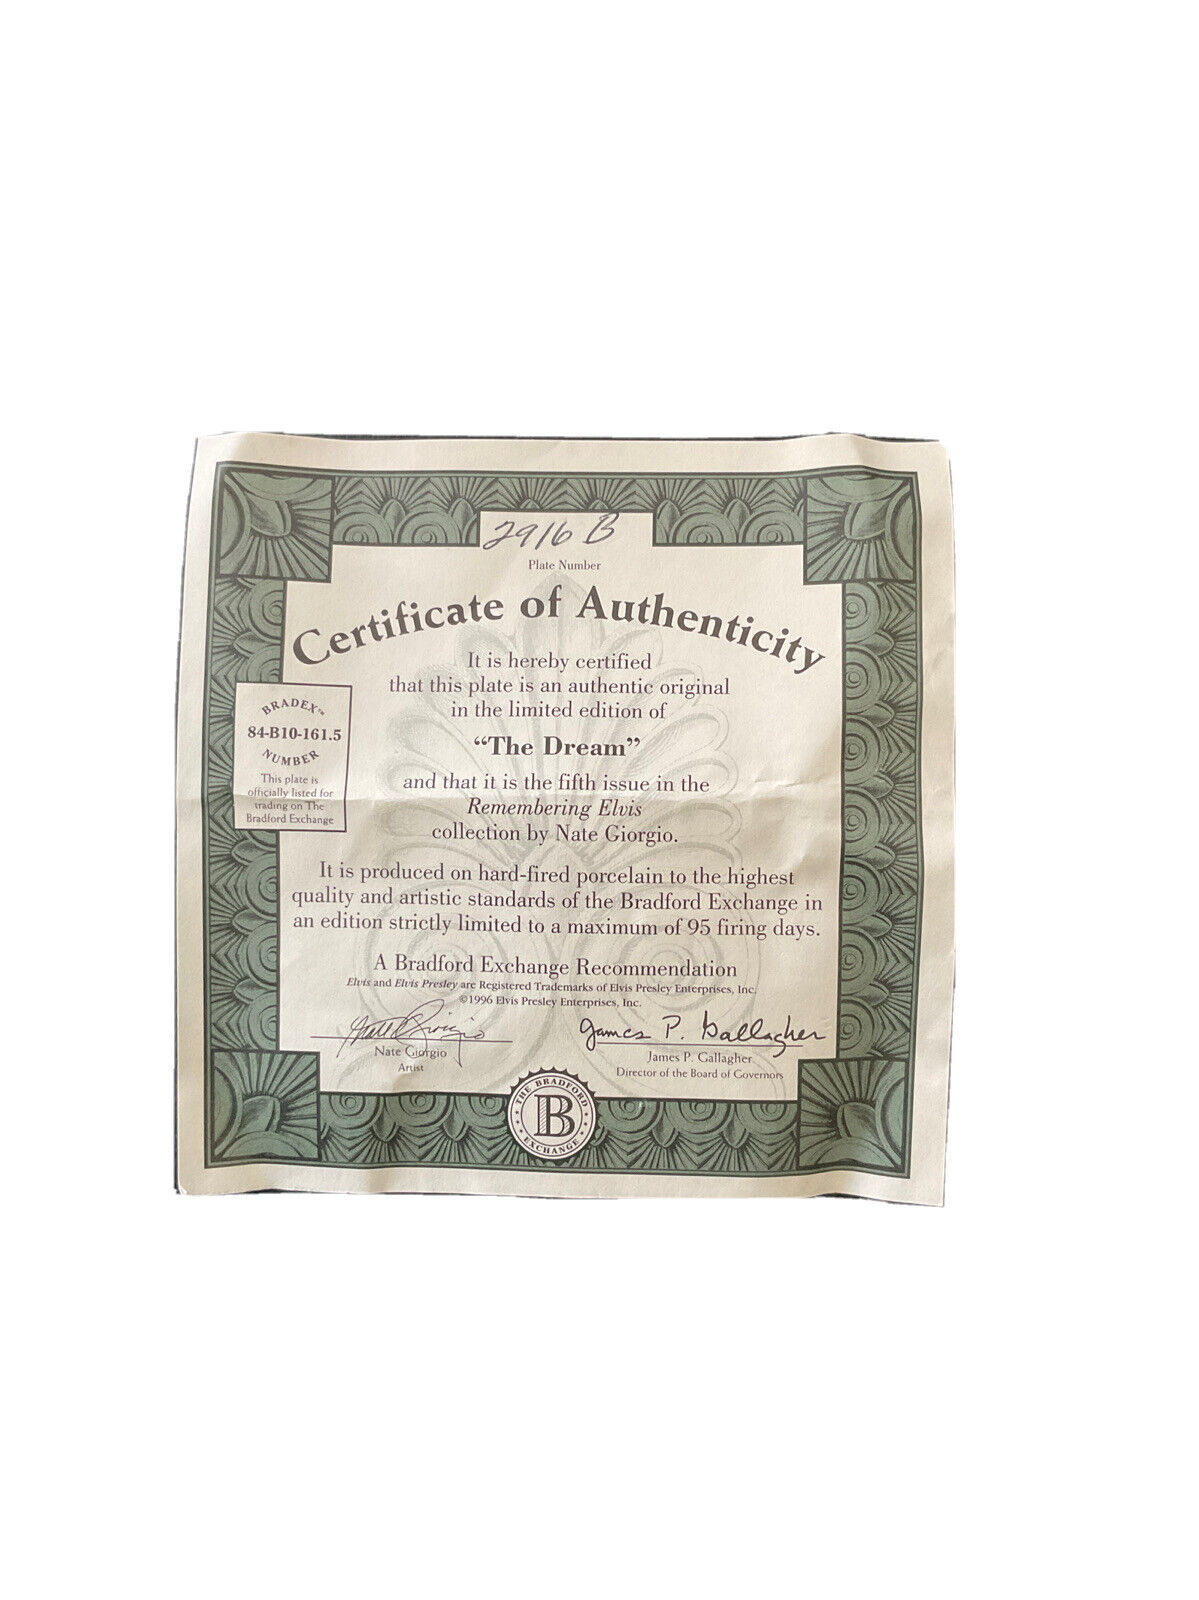 2916 B
Plate Number
Certificate of Authenticity
It is hereby certified
that this plate is an authentic original
in the limited edition of
“The Dream”
and that it is the fifth issue in the
Remembering Elvis
collection by Nate Giorgio.
BRADEX™
84-B10-161.5
NUMBER
This plate is
officially listed for
trading on The
Bradford Exchange
It is produced on hard-fired porcelain to the highest
quality and artistic standards of the Bradford Exchange in
an edition strictly limited to a maximum of 95 firing days.
A Bradford Exchange Recommendation
Elvis and Elvis Presley are Registered Trademarks of Elvis Presley Enterprises, Inc.
©1996 Elvis Presley Enterprises, Inc.
Nate Giorgio
Nate Giorgio
Artist
James P. Gallagher
James P. Gallagher
Director of the Board of Governors
THE BRADFORD
B
EXCHANGE